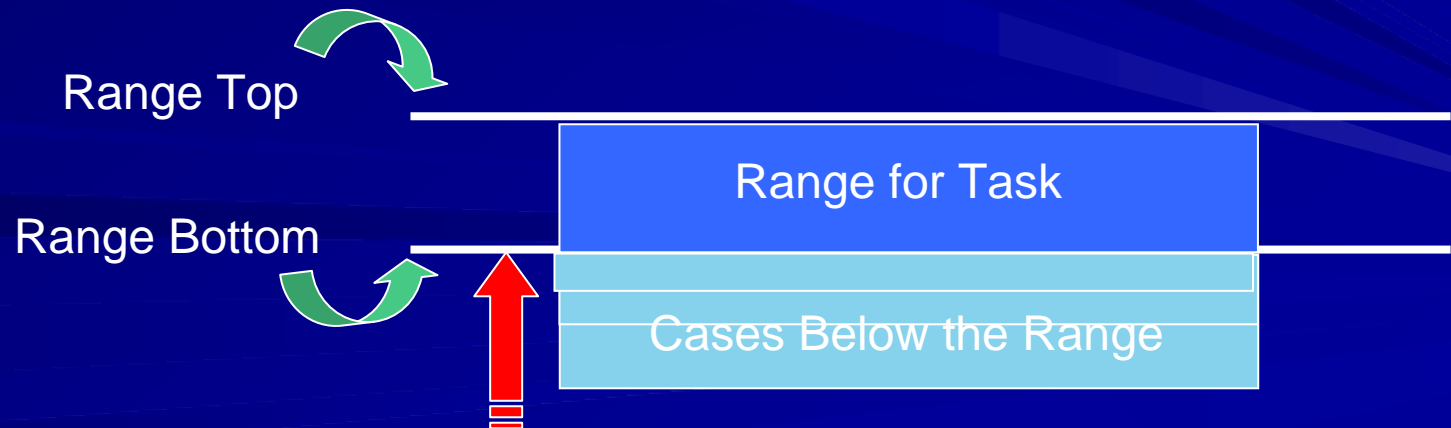 Range Top
Range for Task
Range Bottom
Cases Below the Range